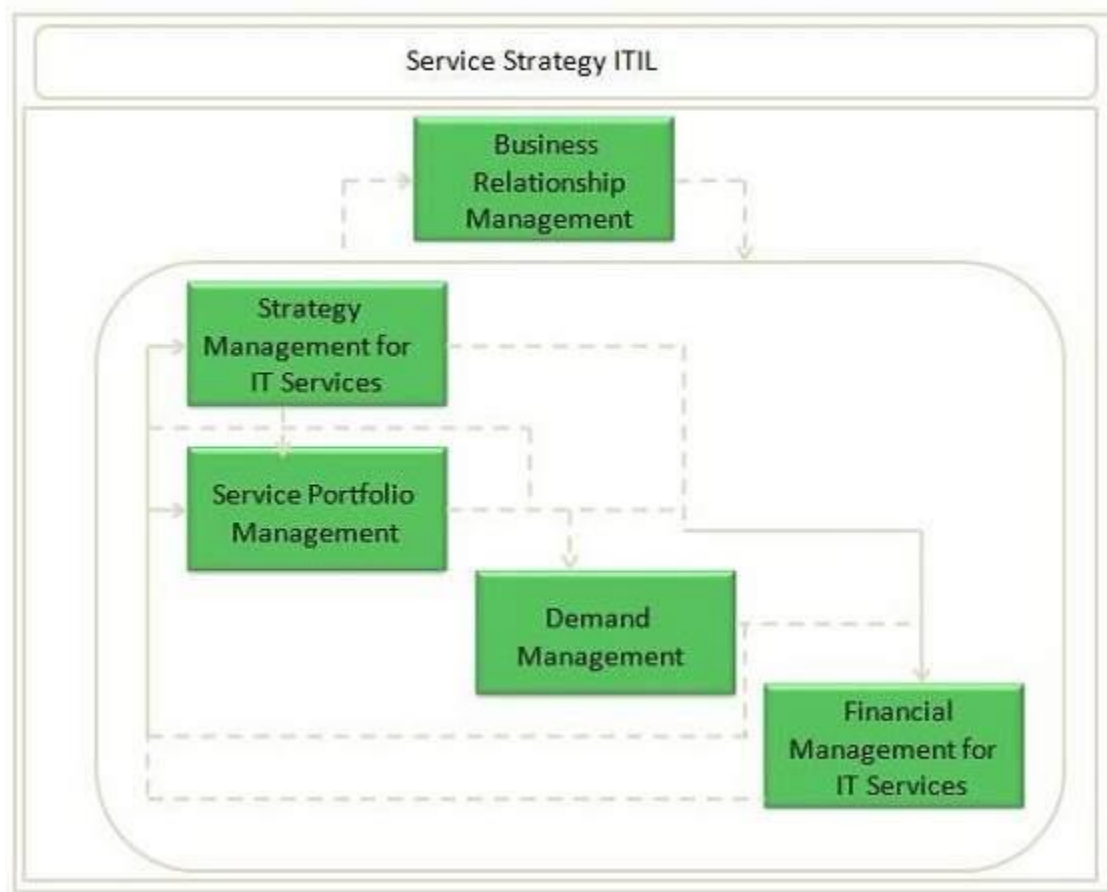 Service Strategy ITIL
Business
Relationship
Management
Strategy
Management for
IT Services
Service Portfolio
Management
Demand
Management
Financial
Management for
IT Services